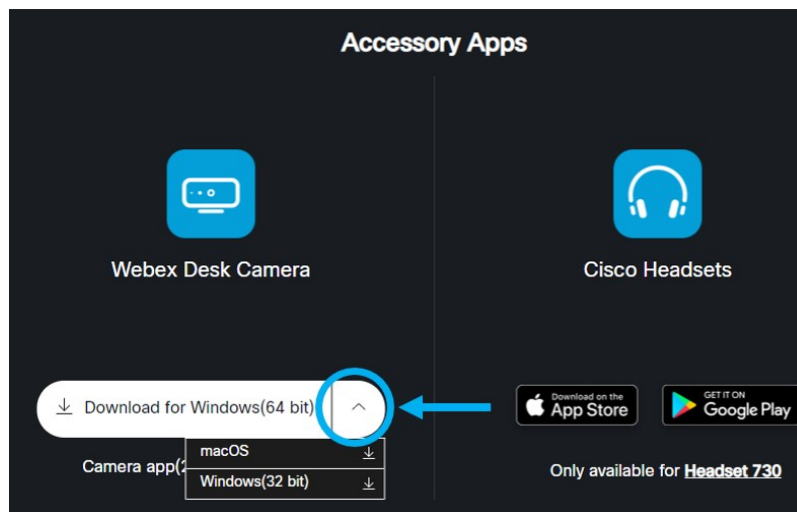 Accessory Apps
Webex Desk Camera
Cisco Headsets
Download for Windows(64 bit)
macOS
Windows(32 bit)
Camera app(
Download on the
App Store
GET IT ON
Google Play
Only available for Headset 730